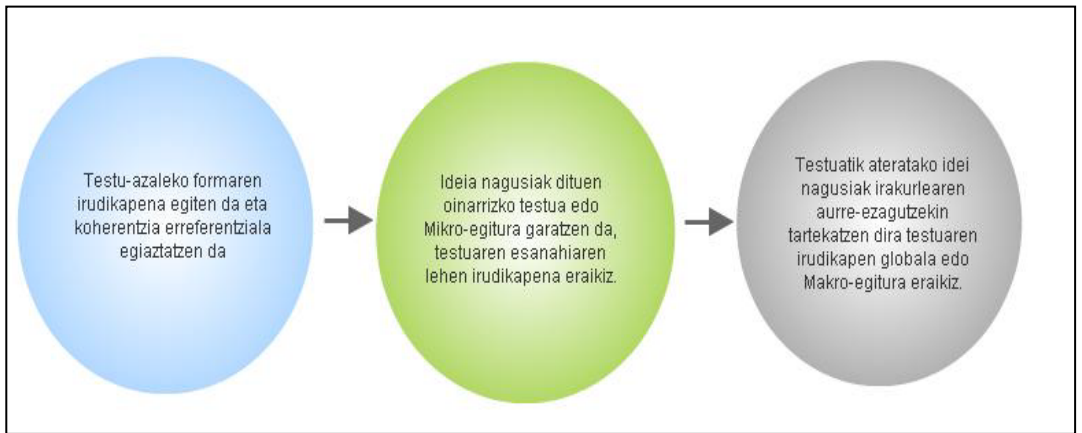 Testu-azaleko formaren
irudikapena egiten da eta
koherentzia erreferentziala
egiaztatzen da
Ideia nagusiak dituen
oinarrizko testua edo
Mikro-egitura garatzen da,
testuaren esanahiaren
lehen irudikapena eraikiz.
Testuatik ateratako idei
nagusiak irakurlearen
aurre-ezagutzekin
tartekatzen dira testuaren
irudikapen globala edo
Makro-egitura eraikiz.